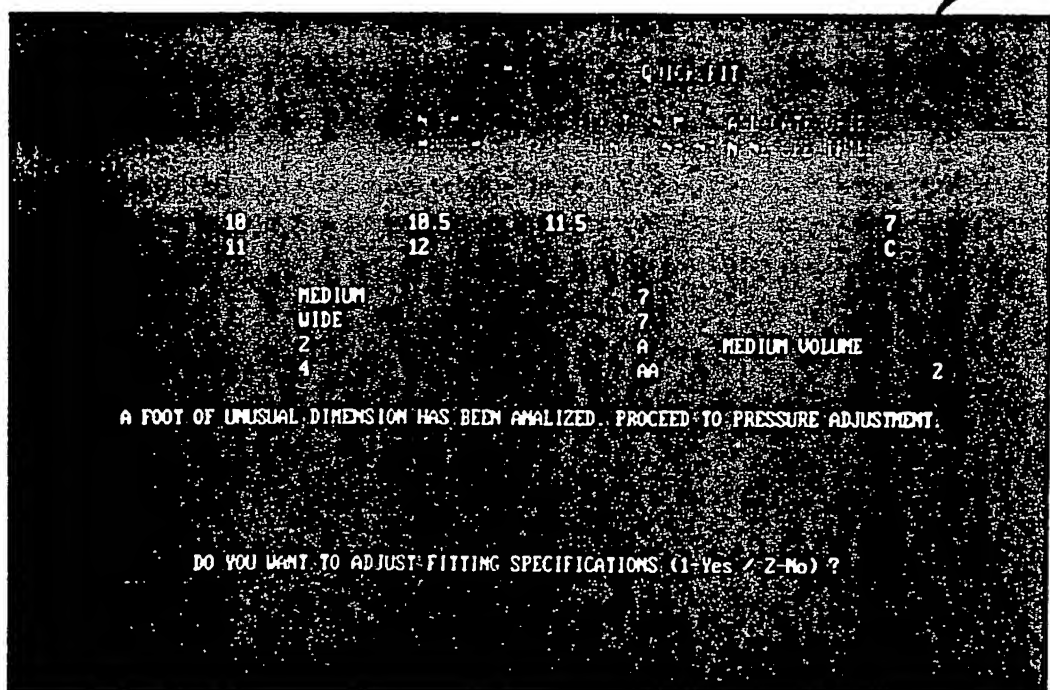 QUICK-FIT
10 10.5 11.5 7
11 12 C
MEDIUM 7
WIDE 7
2 A MEDIUM VOLUME
4 AA 2
A FOOT OF UNUSUAL DIMENSION HAS BEEN ANALIZED. PROCEED TO PRESSURE ADJUSTMENT.
DO YOU WANT TO ADJUST FITTING SPECIFICATIONS (1-Yes / 2-No) ?